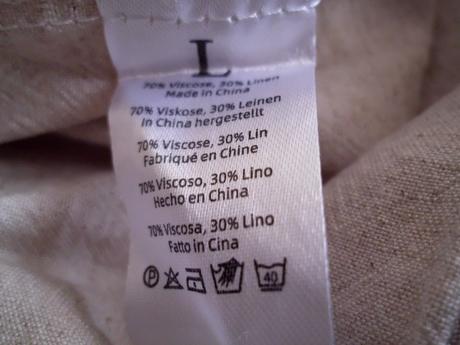 L
70% Viscose, 30% Linen
Made in China
70% Viskose, 30% Leinen
In China hergestellt
70% Viscose, 30% Lin
Fabriqué en Chine
70% Viscoso, 30% Lino
Hecho en China
70% Viscosa, 30% Lino
Fatto in Cina
P 40